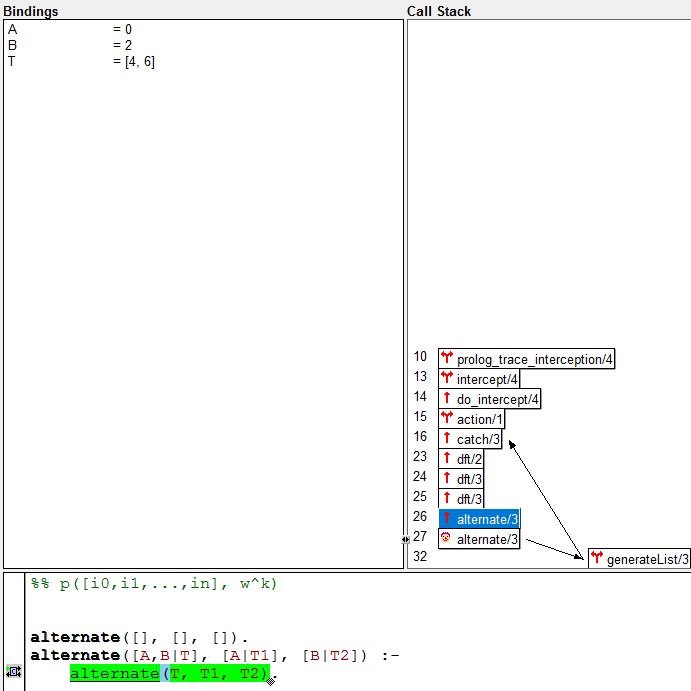 Bindings
A = 0
B = 2
T = [4, 6]
Call Stack
10 prolog_trace_interception/4
13 intercept/4
14 do_intercept/4
15 action/1
16 catch/3
23 dft/2
24 dft/3
25 dft/3
26 alternate/3
27 alternate/3
32 generateList/3
%% p([i0,i1,...,in], w^k)
alternate([], [], []).
alternate([A,B|T], [A|T1], [B|T2]) :-
alternate(T, T1, T2).